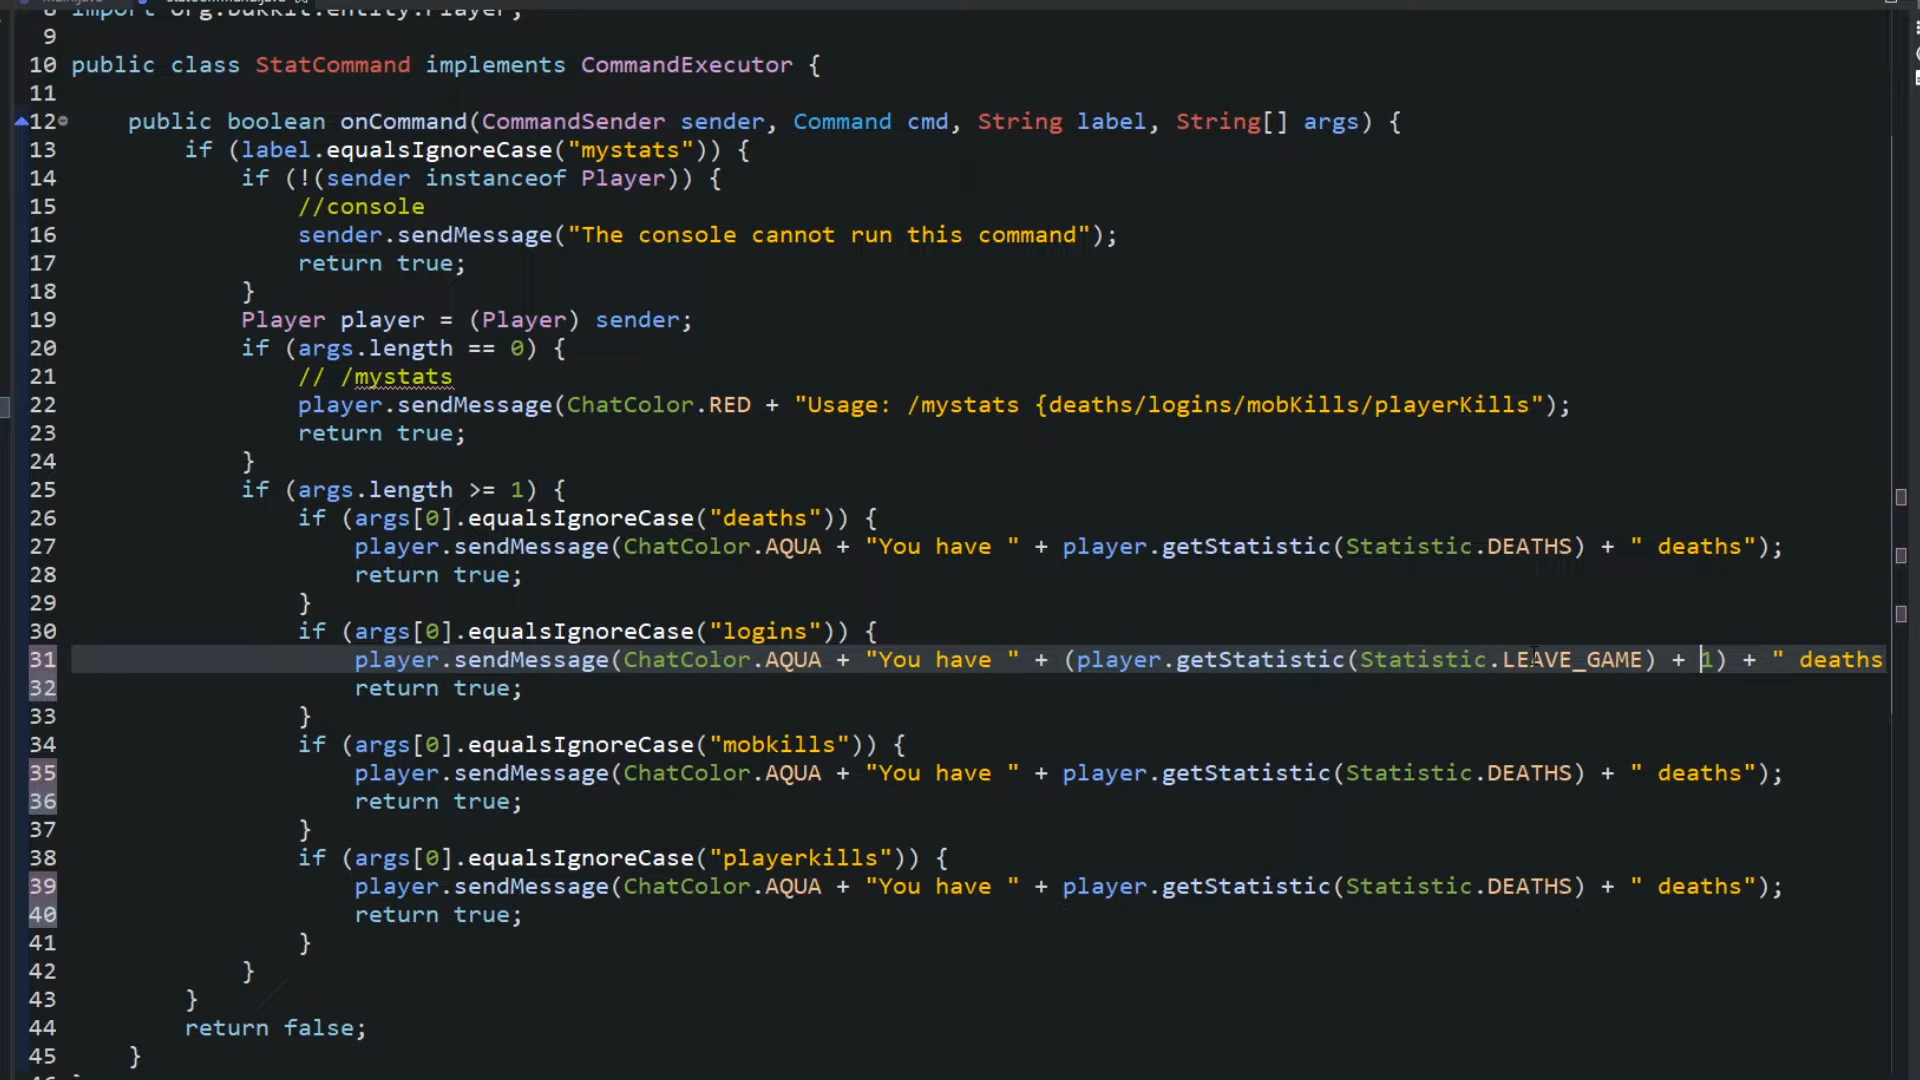 8 import org.bukkit.entity.Player;
9
10 public class StatCommand implements CommandExecutor {
11
12 public boolean onCommand(CommandSender sender, Command cmd, String label, String[] args) {
13 if (label.equalsIgnoreCase("mystats")) {
14 if (!(sender instanceof Player)) {
15 //console
16 sender.sendMessage("The console cannot run this command");
17 return true;
18 }
19 Player player = (Player) sender;
20 if (args.length == 0) {
21 // /mystats
22 player.sendMessage(ChatColor.RED + "Usage: /mystats {deaths/logins/mobKills/playerKills");
23 return true;
24 }
25 if (args.length >= 1) {
26 if (args[0].equalsIgnoreCase("deaths")) {
27 player.sendMessage(ChatColor.AQUA + "You have " + player.getStatistic(Statistic.DEATHS) + " deaths");
28 return true;
29 }
30 if (args[0].equalsIgnoreCase("logins")) {
31 player.sendMessage(ChatColor.AQUA + "You have " + (player.getStatistic(Statistic.LEAVE_GAME) + 1) + " deaths
32 return true;
33 }
34 if (args[0].equalsIgnoreCase("mobkills")) {
35 player.sendMessage(ChatColor.AQUA + "You have " + player.getStatistic(Statistic.DEATHS) + " deaths");
36 return true;
37 }
38 if (args[0].equalsIgnoreCase("playerkills")) {
39 player.sendMessage(ChatColor.AQUA + "You have " + player.getStatistic(Statistic.DEATHS) + " deaths");
40 return true;
41 }
42 }
43 }
44 return false;
45 }